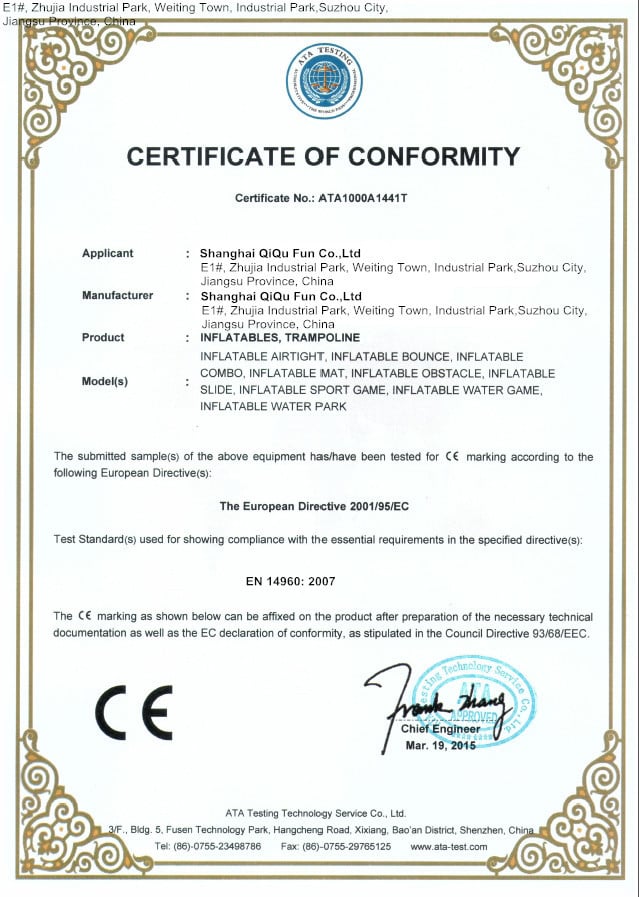 E1#, Zhujia Industrial Park, Weiting Town, Industrial Park,Suzhou City,
Jiangsu Province, China
ATA TESTING
CERTIFICATE OF CONFORMITY
Certificate No.: ATA1000A1441T
Applicant : Shanghai QiQu Fun Co.,Ltd
E1#, Zhujia Industrial Park, Weiting Town, Industrial Park,Suzhou City,
Jiangsu Province, China
Manufacturer : Shanghai QiQu Fun Co.,Ltd
E1#, Zhujia Industrial Park, Weiting Town, Industrial Park,Suzhou City,
Jiangsu Province, China
Product : INFLATABLES, TRAMPOLINE
INFLATABLE AIRTIGHT, INFLATABLE BOUNCE, INFLATABLE
COMBO, INFLATABLE MAT, INFLATABLE OBSTACLE, INFLATABLE
Model(s) :
SLIDE, INFLATABLE SPORT GAME, INFLATABLE WATER GAME,
INFLATABLE WATER PARK
The submitted sample(s) of the above equipment has/have been tested for CE marking according to the
following European Directive(s):
The European Directive 2001/95/EC
Test Standard(s) used for showing compliance with the essential requirements in the specified directive(s):
EN 14960: 2007
The CE marking as shown below can be affixed on the product after preparation of the necessary technical
documentation as well as the EC declaration of conformity, as stipulated in the Council Directive 93/68/EEC.
CE
Testing Technology Service Co., Ltd
ATA
APPROVED
Frank Zhang
Chief Engineer
Mar. 19, 2015
ATA Testing Technology Service Co., Ltd.
3/F., Bldg. 5, Fusen Technology Park, Hangcheng Road, Xixiang, Bao'an District, Shenzhen, China
Tel: (86)-0755-23498786 Fax: (86)-0755-29765125 www.ata-test.com